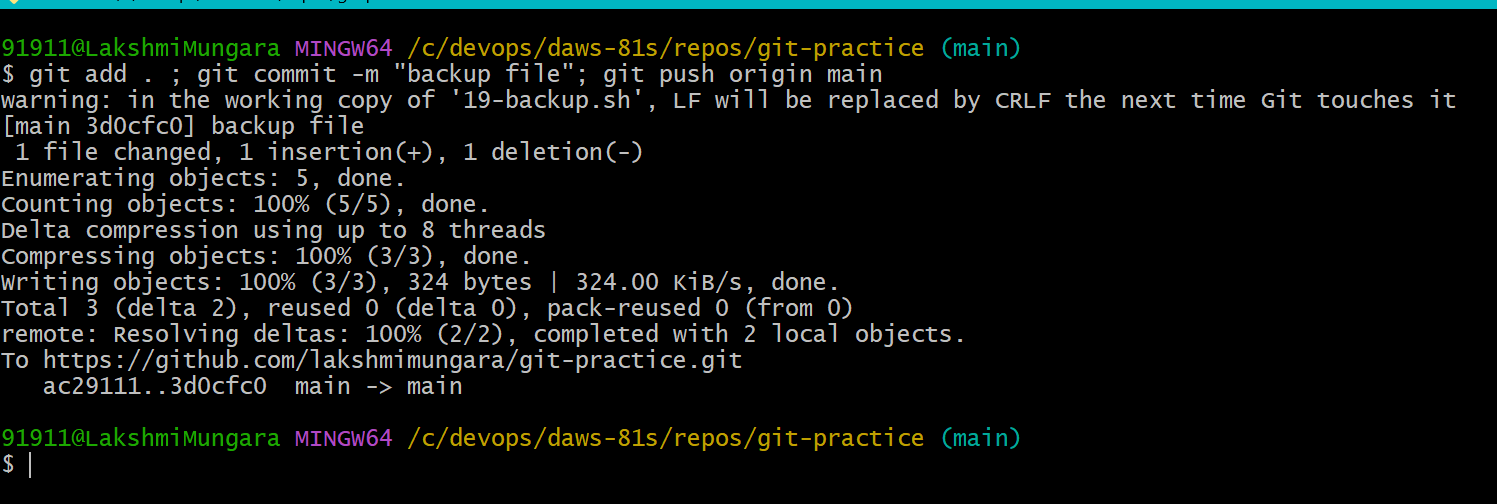 91911@LakshmiMungara MINGW64 /c/devops/daws-81s/repos/git-practice (main)
$ git add . ; git commit -m "backup file"; git push origin main
warning: in the working copy of '19-backup.sh', LF will be replaced by CRLF the next time Git touches it
[main 3d0cfc0] backup file
 1 file changed, 1 insertion(+), 1 deletion(-)
Enumerating objects: 5, done.
Counting objects: 100% (5/5), done.
Delta compression using up to 8 threads
Compressing objects: 100% (3/3), done.
Writing objects: 100% (3/3), 324 bytes | 324.00 KiB/s, done.
Total 3 (delta 2), reused 0 (delta 0), pack-reused 0 (from 0)
remote: Resolving deltas: 100% (2/2), completed with 2 local objects.
To https://github.com/lakshmimungara/git-practice.git
   ac29111..3d0cfc0  main -> main
91911@LakshmiMungara MINGW64 /c/devops/daws-81s/repos/git-practice (main)
$